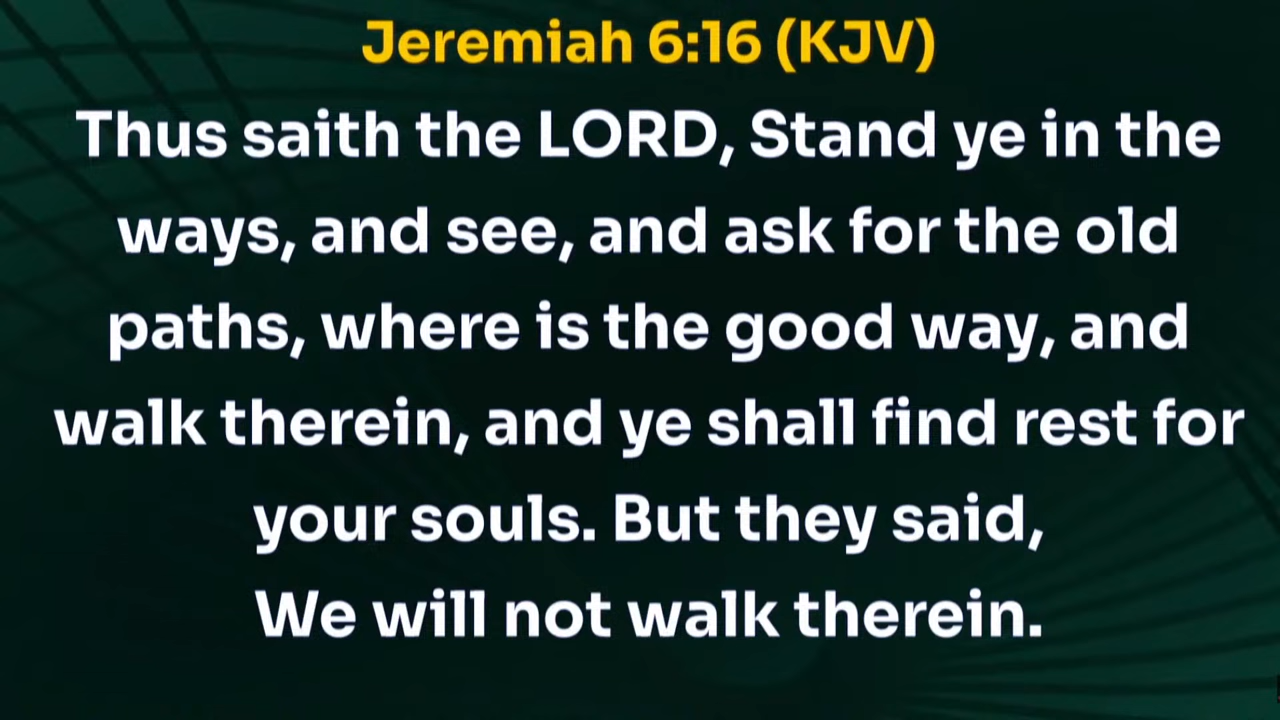 Jeremiah 6:16 (KJV)
Thus saith the LORD, Stand ye in the
ways, and see, and ask for the old
paths, where is the good way, and
walk therein, and ye shall find rest for
your souls. But they said,
We will not walk therein.